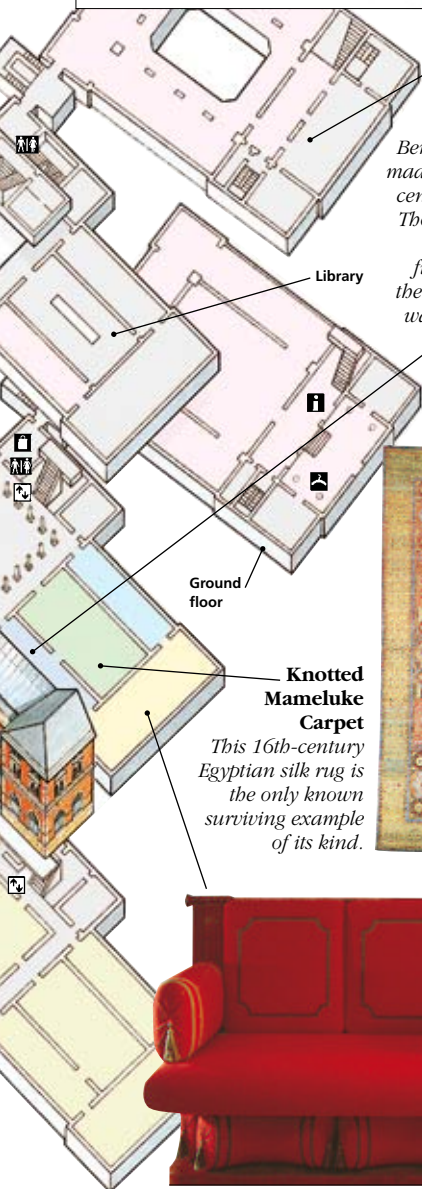 Library
Ground
floor
Knotted
Mameluke
Carpet
This 16th-century
Egyptian silk rug is
the only known
surviving example
of its kind.